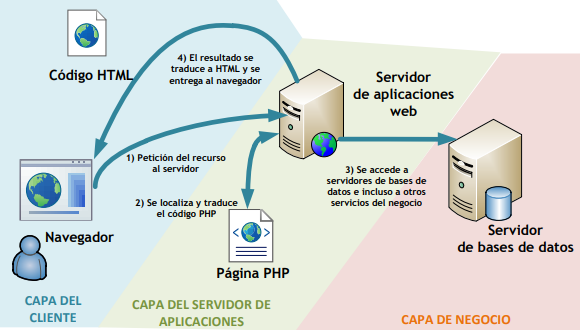 Código HTML
4) El resultado se
traduce a HTML y se
entrega al navegador
Servidor
de aplicaciones
web
1) Petición del recurso
al servidor
2) Se localiza y traduce
el código PHP
3) Se accede a
servidores de bases de
datos e incluso a otros
servicios del negocio
Navegador
Página PHP
Servidor
de bases de datos
CAPA DEL
CLIENTE
CAPA DEL SERVIDOR DE
APLICACIONES
CAPA DE NEGOCIO